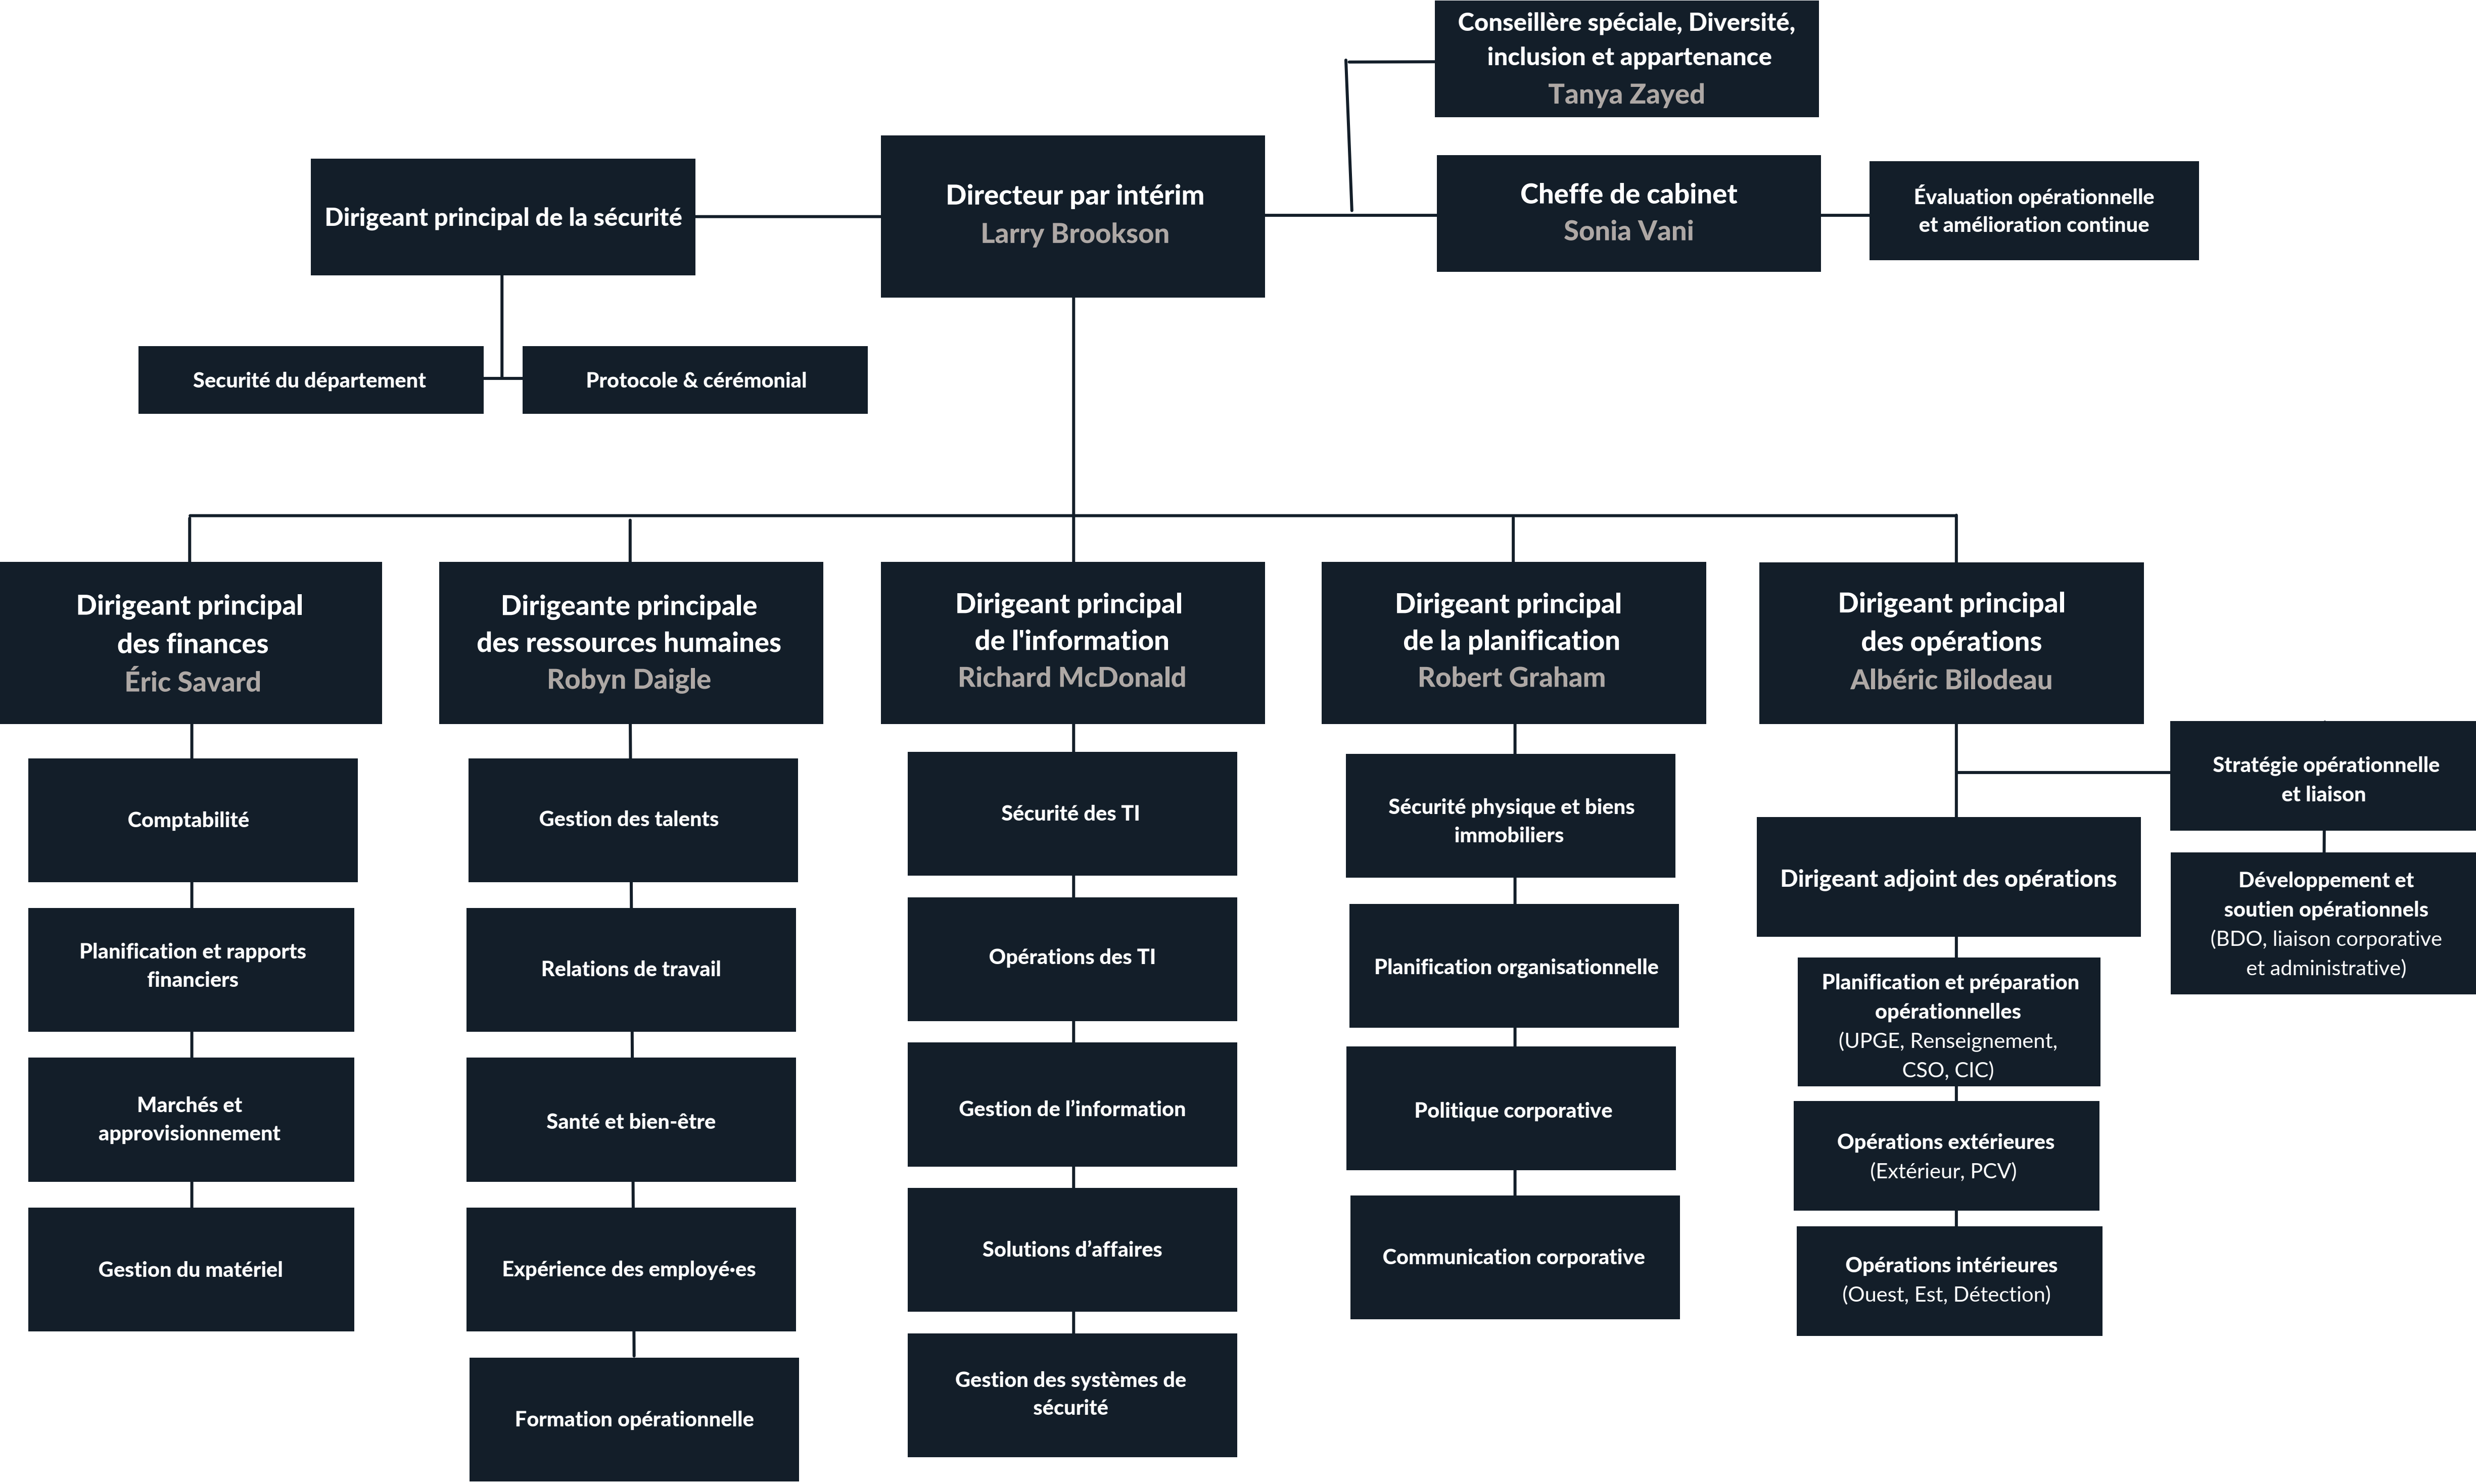 Conseillère spéciale, Diversité,
inclusion et appartenance
Tanya Zayed
Dirigeant principal de la sécurité
Directeur par intérim
Larry Brookson
Cheffe de cabinet
Sonia Vani
Évaluation opérationnelle
et amélioration continue
Securité du département
Protocole & cérémonial
Dirigeant principal
des finances
Éric Savard
Comptabilité
Planification et rapports
financiers
Marchés et
approvisionnement
Gestion du matériel
Dirigeante principale
des ressources humaines
Robyn Daigle
Gestion des talents
Relations de travail
Santé et bien-être
Expérience des employé·es
Formation opérationnelle
Dirigeant principal
de l'information
Richard McDonald
Sécurité des TI
Opérations des TI
Gestion de l’information
Solutions d’affaires
Gestion des systèmes de
sécurité
Dirigeant principal
de la planification
Robert Graham
Sécurité physique et biens
immobiliers
Planification organisationnelle
Politique corporative
Communication corporative
Dirigeant principal
des opérations
Albéric Bilodeau
Stratégie opérationnelle
et liaison
Développement et
soutien opérationnels
(BDO, liaison corporative
et administrative)
Dirigeant adjoint des opérations
Planification et préparation
opérationnelles
(UPGE, Renseignement,
CSO, CIC)
Opérations extérieures
(Extérieur, PCV)
Opérations intérieures
(Ouest, Est, Détection)